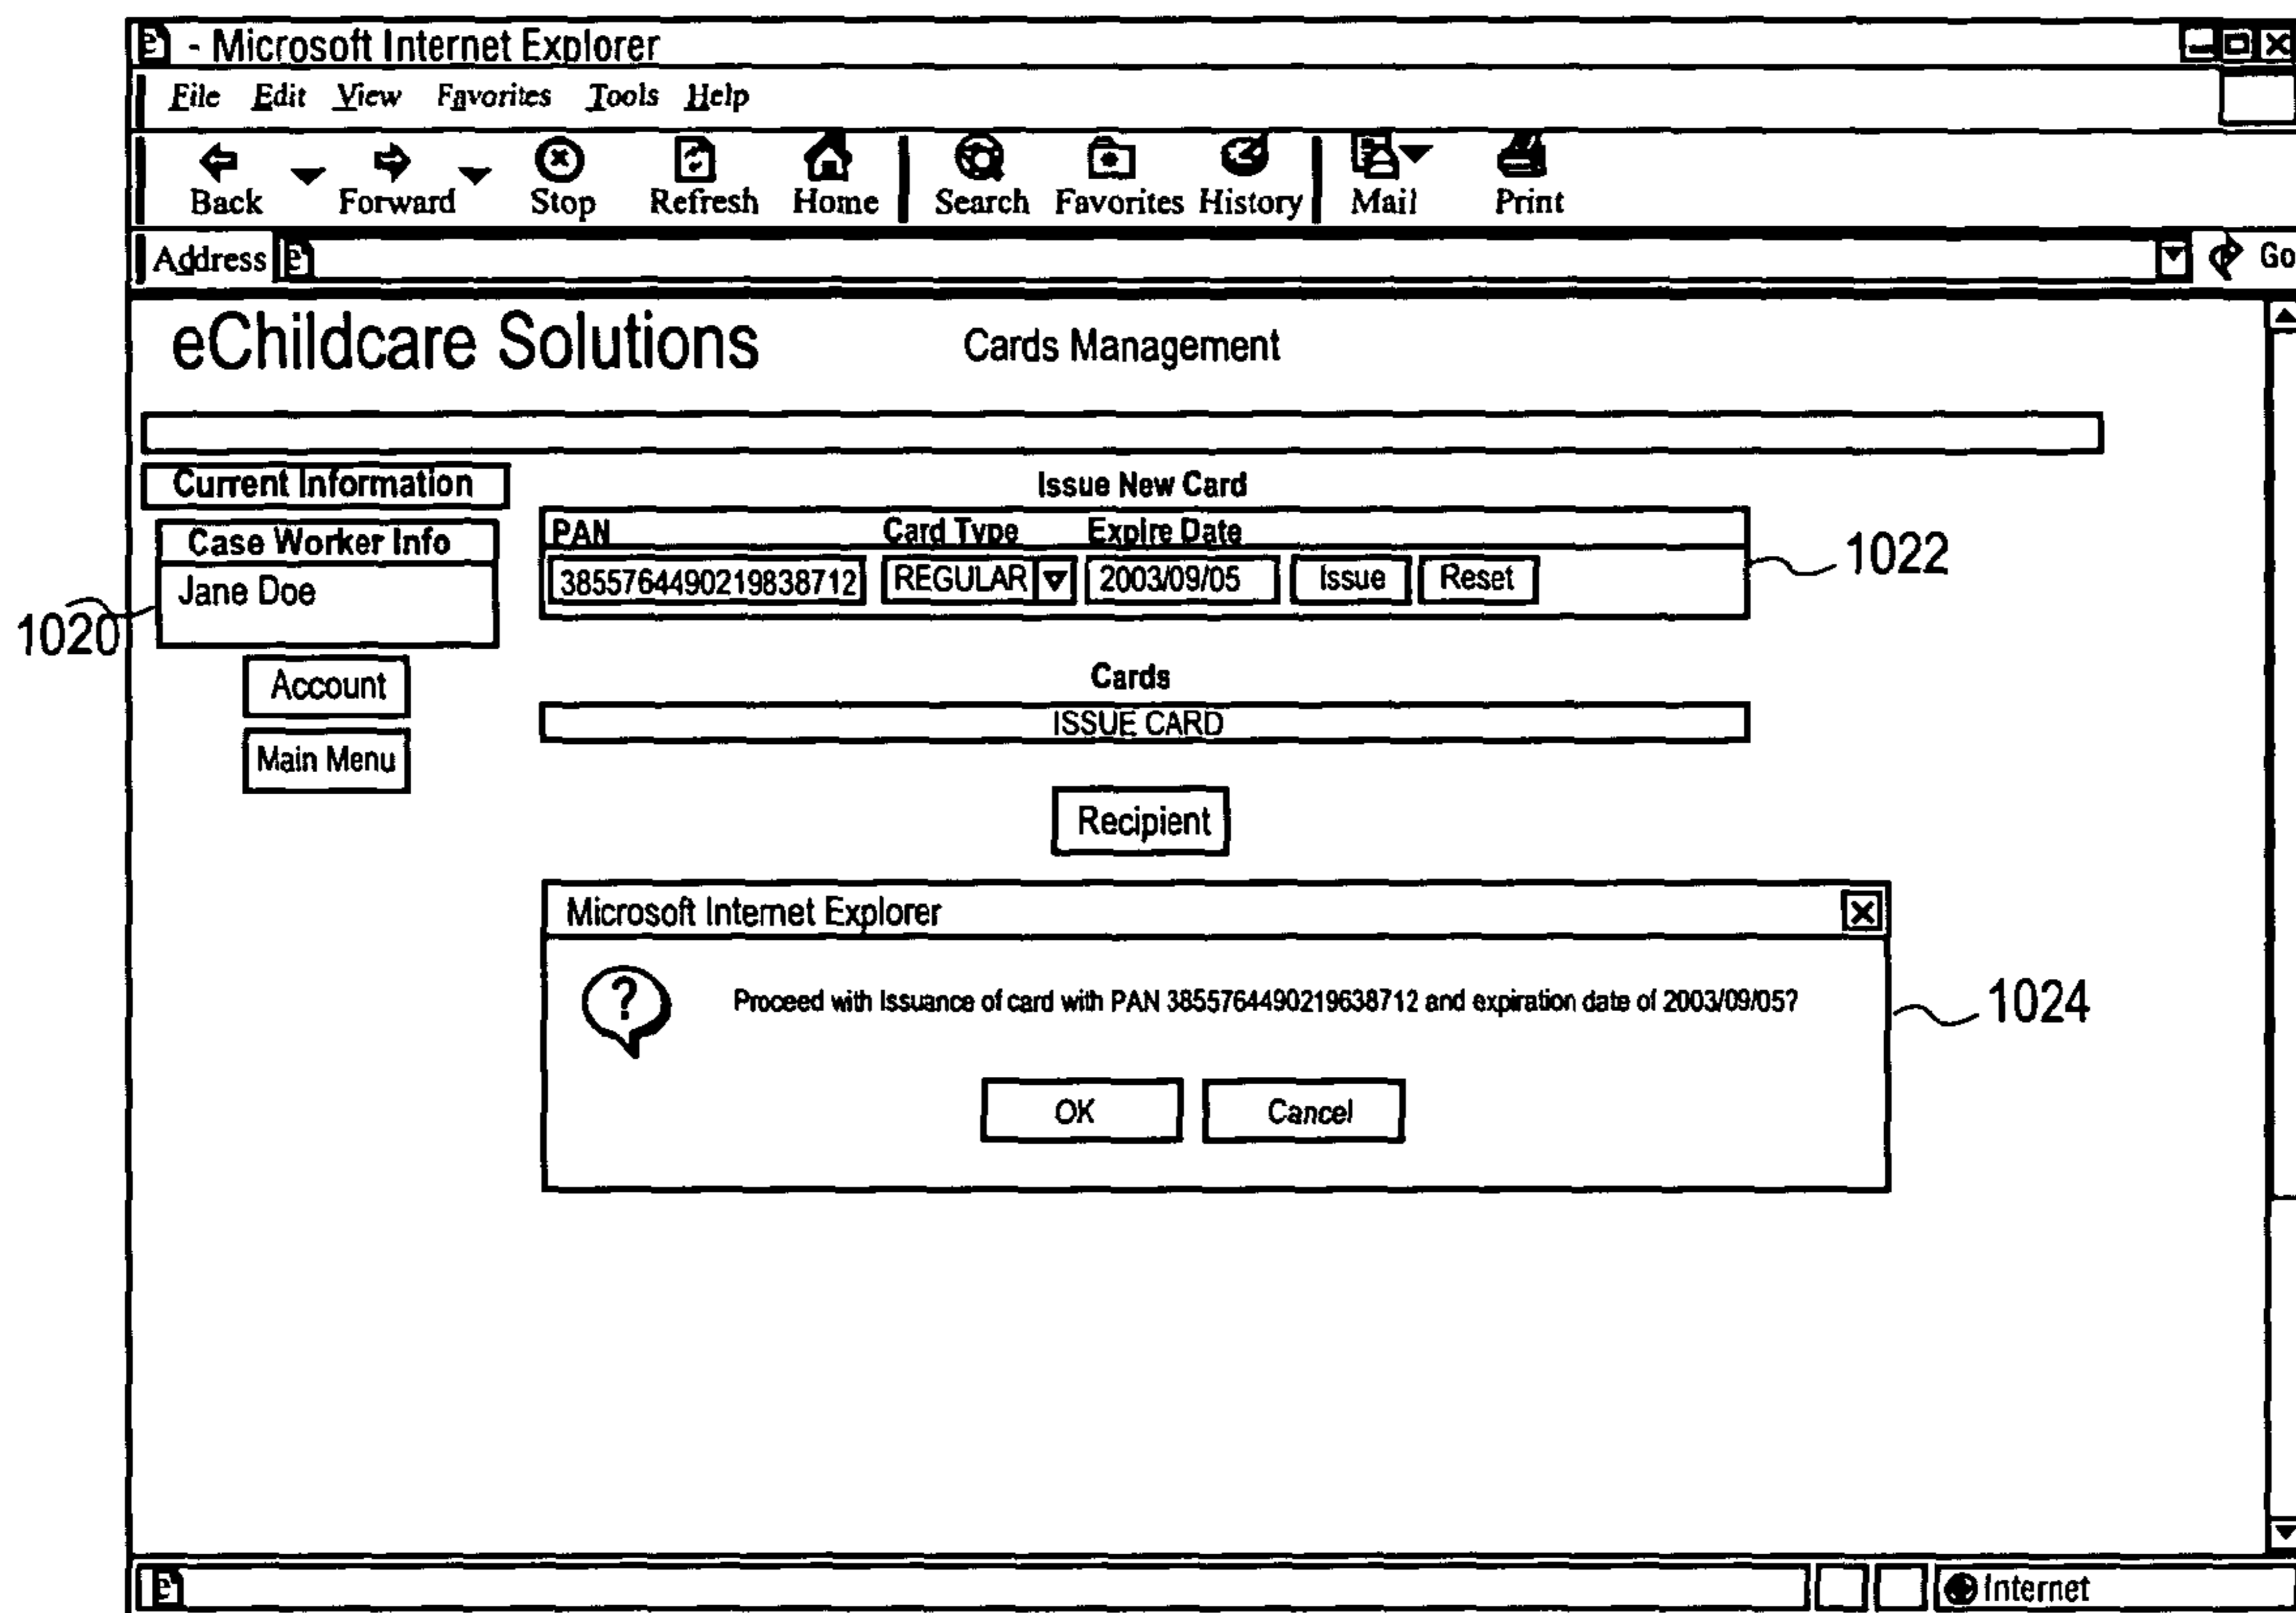 - Microsoft Internet Explorer
File Edit View Favorites Tools Help
Back Forward Stop Refresh Home Search Favorites History Mail Print
Address Go
eChildcare Solutions Cards Management
Current Information Issue New Card
Case Worker Info PAN Card Type Expire Date
Jane Doe 3855764490219838712 REGULAR 2003/09/05 Issue Reset
1022
1020
Account Cards
ISSUE CARD
Main Menu
Recipient
Microsoft Internet Explorer
Proceed with Issuance of card with PAN 3855764490219638712 and expiration date of 2003/09/05?
1024
OK Cancel
Internet